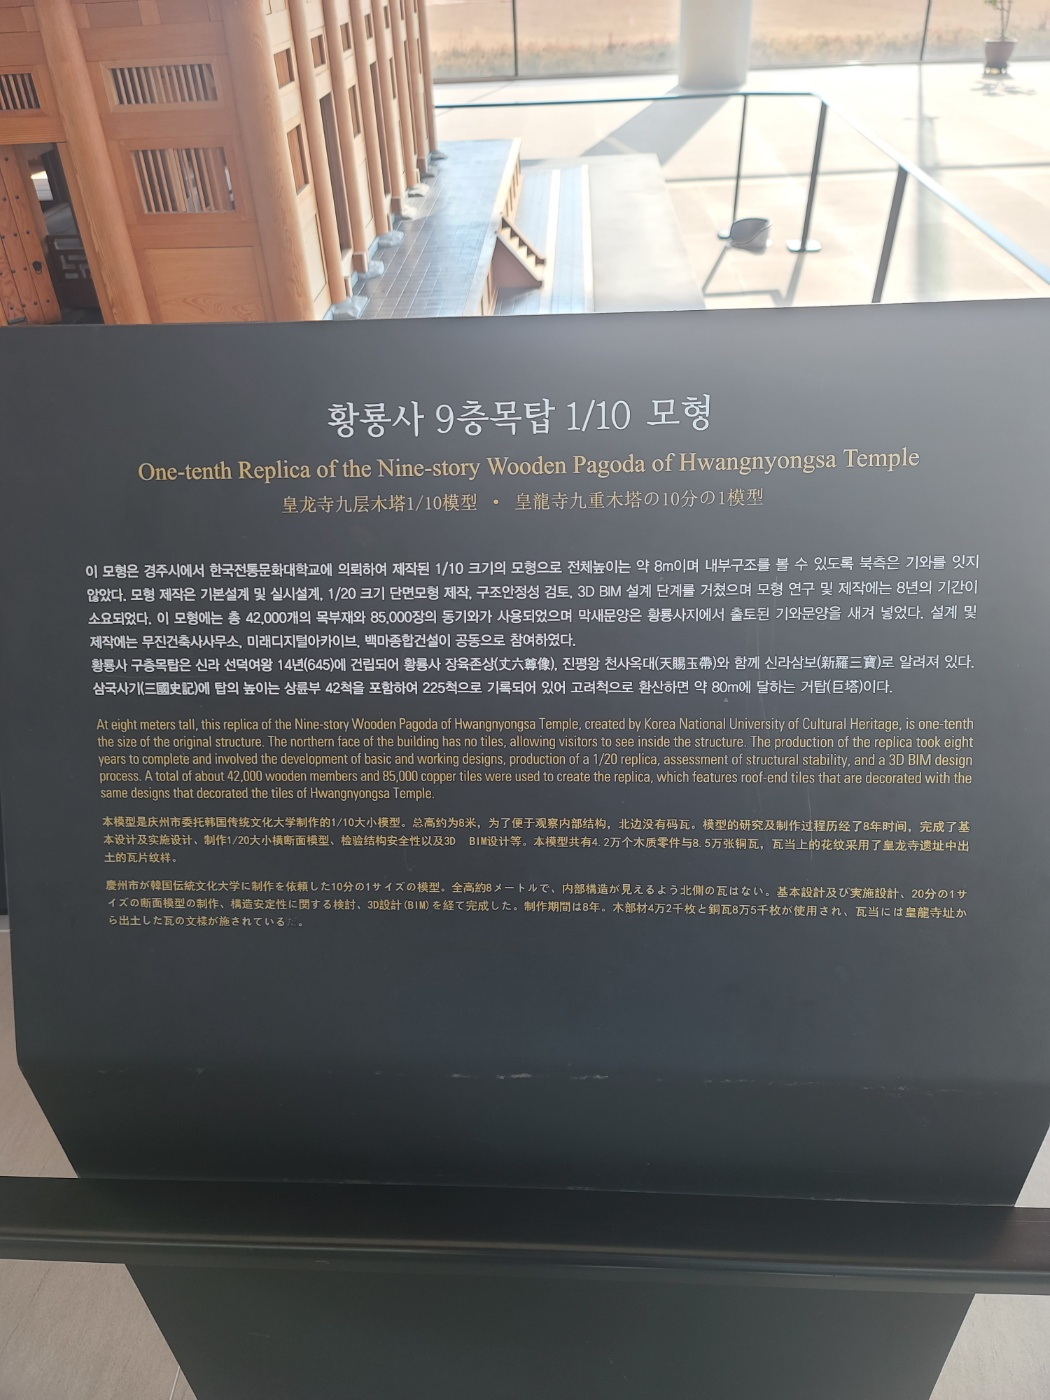 황룡사 9층목탑 1/10 모형
One-tenth Replica of the Nine-story Wooden Pagoda of Hwangnyongsa Temple
皇龙寺九层木塔1/10模型 • 皇龍寺九重木塔の10分の1模型
이 모형은 경주시에서 한국전통문화대학교에 의뢰하여 제작된 1/10 크기의 모형으로 전체높이는 약 8m이며 내부구조를 볼 수 있도록 북측은 기와를 잇지
않았다. 모형 제작은 기본설계 및 실시설계, 1/20 크기 단면모형 제작, 구조안정성 검토, 3D BIM 설계 단계를 거쳤으며 모형 연구 및 제작에는 8년의 기간이
소요되었다. 이 모형에는 총 42,000개의 목부재와 85,000장의 동기와가 사용되었으며 막새문양은 황룡사지에서 출토된 기와문양을 새겨 넣었다. 설계 및
제작에는 무진건축사사무소, 미래디지털아카이브, 백마종합건설이 공동으로 참여하였다.
황룡사 구층목탑은 신라 선덕여왕 14년(645)에 건립되어 황룡사 장육존상(丈六尊像), 진평왕 천사옥대(天賜玉帶)와 함께 신라삼보(新羅三寶)로 알려져 있다.
삼국사기(三國史記)에 탑의 높이는 상륜부 42척을 포함하여 225척으로 기록되어 있어 고려척으로 환산하면 약 80m에 달하는 거탑(巨塔)이다.
At eight meters tall, this replica of the Nine-story Wooden Pagoda of Hwangnyongsa Temple, created by Korea National University of Cultural Heritage, is one-tenth
the size of the original structure. The northern face of the building has no tiles, allowing visitors to see inside the structure. The production of the replica took eight
years to complete and involved the development of basic and working designs, production of a 1/20 replica, assessment of structural stability, and a 3D BIM design
process. A total of about 42,000 wooden members and 85,000 copper tiles were used to create the replica, which features roof-end tiles that are decorated with the
same designs that decorated the tiles of Hwangnyongsa Temple.
本模型是庆州市委托韩国传统文化大学制作的1/10大小模型。总高约为8米，为了便于观察内部结构，北边没有码瓦。模型的研究及制作过程历经了8年时间，完成了基
本设计及实施设计、制作1/20大小横断面模型、检验结构安全性以及3D BIM设计等。本模型共有4.2万个木质零件与8.5万张铜瓦，瓦当上的花纹采用了皇龙寺遗址中出
土的瓦片纹样。
慶州市が韓国伝統文化大学に制作を依頼した10分の1サイズの模型。全高約8メートルで、内部構造が見えるよう北側の瓦はない。基本設計及び実施設計、20分の1サ
イズの断面模型の制作、構造安定性に関する検討、3D設計(BIM)を経て完成した。制作期間は8年。木部材4万2千枚と銅瓦8万5千枚が使用され、瓦当には皇龍寺址か
ら出土した瓦の文様が施されている。